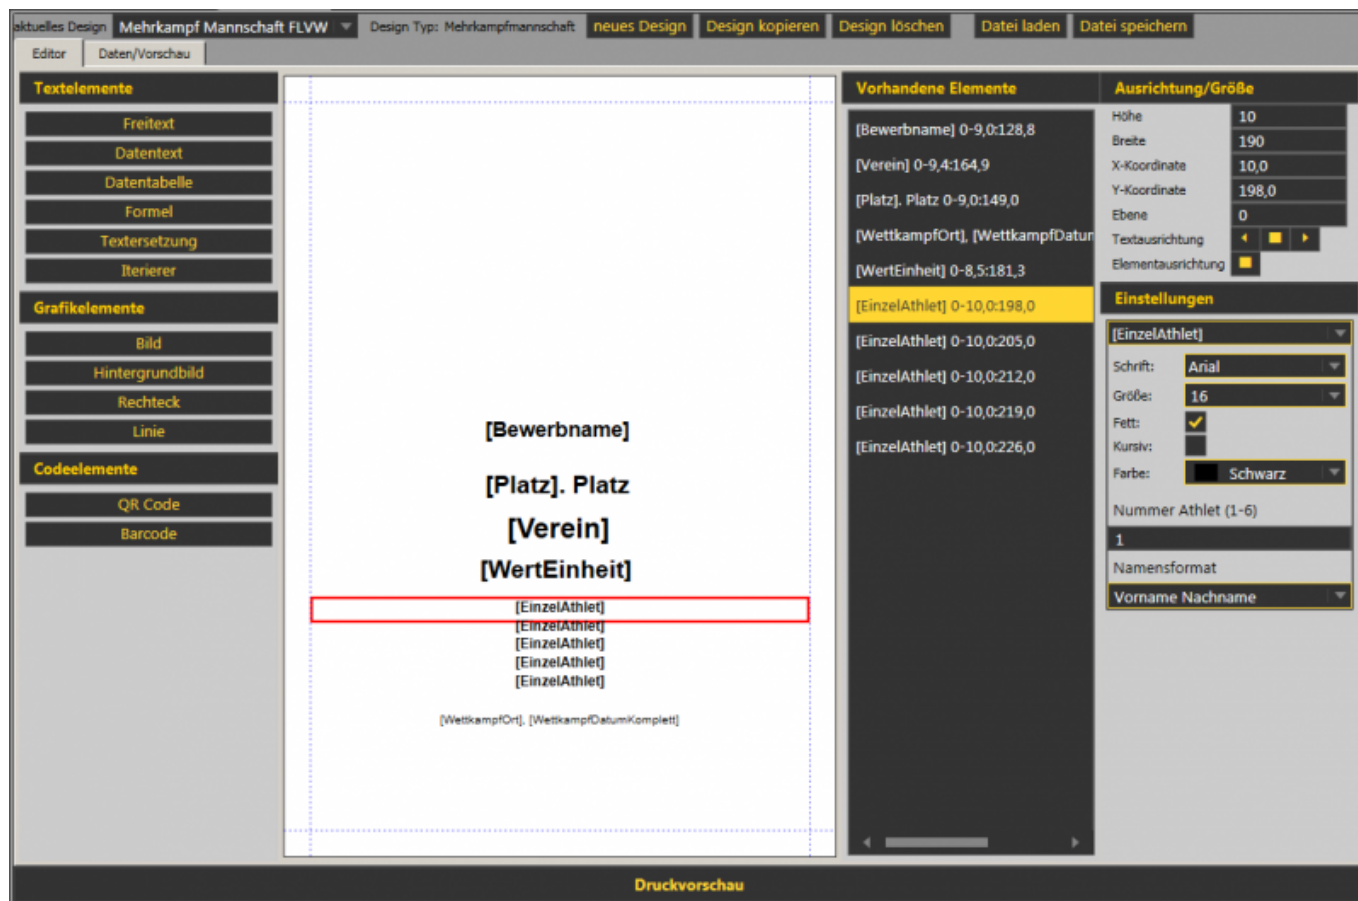 aktuelles Design Mehrkampf Mannschaft FLVW Design Typ: Mehrkampfmannschaft neues Design Design kopieren Design löschen Datei laden Datei speichern
Editor Daten/Vorschau
Textelemente
Freitext
Datentext
Datentabelle
Formel
Textersetzung
Iterierer
Grafikelemente
Bild
Hintergrundbild
Rechteck
Linie
Codeelemente
QR Code
Barcode
[Bewerbname]
[Platz]. Platz
[Verein]
[WertEinheit]
[EinzelAthlet]
[EinzelAthlet]
[EinzelAthlet]
[EinzelAthlet]
[EinzelAthlet]
[WettkampfOrt], [WettkampfDatumKomplett]
Vorhandene Elemente
[Bewerbname] 0-9,0:128,8
[Verein] 0-9,4:164,9
[Platz]. Platz 0-9,0:149,0
[WettkampfOrt], [WettkampfDatun
[WertEinheit] 0-8,5:181,3
[EinzelAthlet] 0-10,0:198,0
[EinzelAthlet] 0-10,0:205,0
[EinzelAthlet] 0-10,0:212,0
[EinzelAthlet] 0-10,0:219,0
[EinzelAthlet] 0-10,0:226,0
Ausrichtung/Größe
Höhe 10
Breite 190
X-Koordinate 10,0
Y-Koordinate 198,0
Ebene 0
Textausrichtung
Elementausrichtung
Einstellungen
[EinzelAthlet]
Schrift: Arial
Größe: 16
Fett:
Kursiv:
Farbe: Schwarz
Nummer Athlet (1-6)
1
Namensformat
Vorname Nachname
Druckvorschau